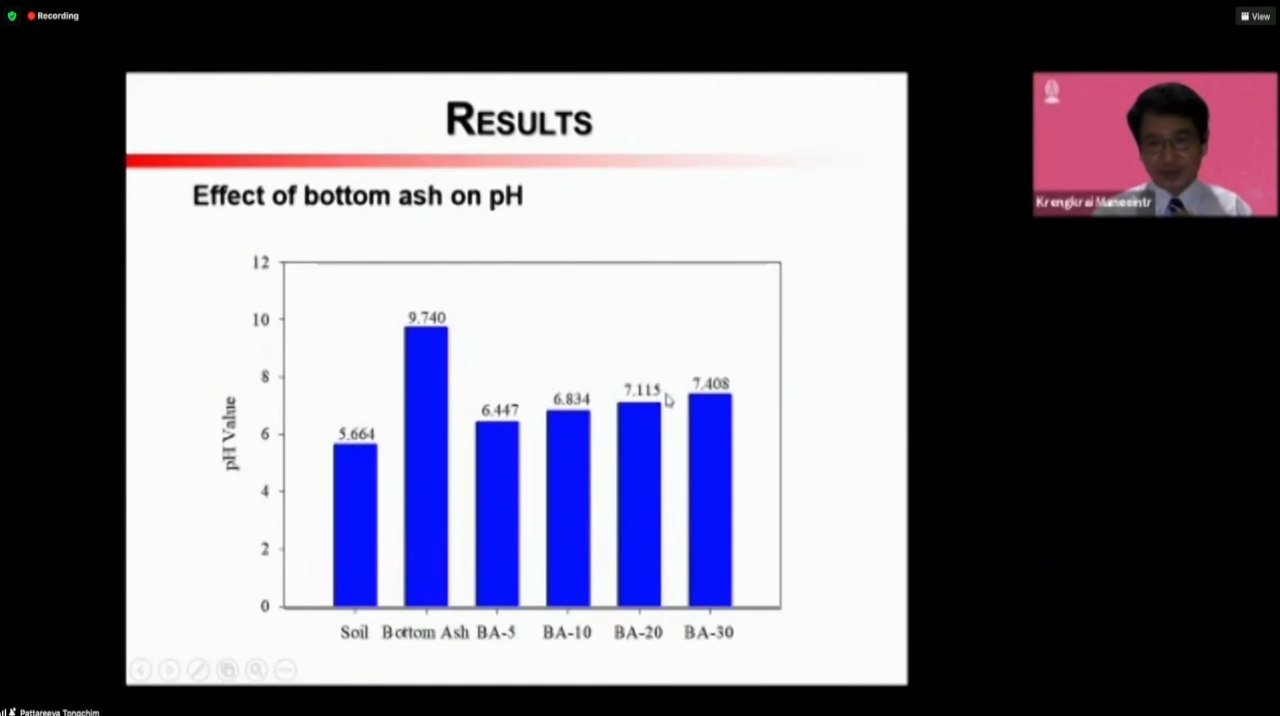 Recording
View
RESULTS
Effect of bottom ash on pH
12
10
8
6
4
2
0
pH Value
5.664
9.740
6.447
6.834
7.115
7.408
Soil
Bottom Ash
BA-5
BA-10
BA-20
BA-30
Krengkrai Maneeintr
Pattareeya Tongchim